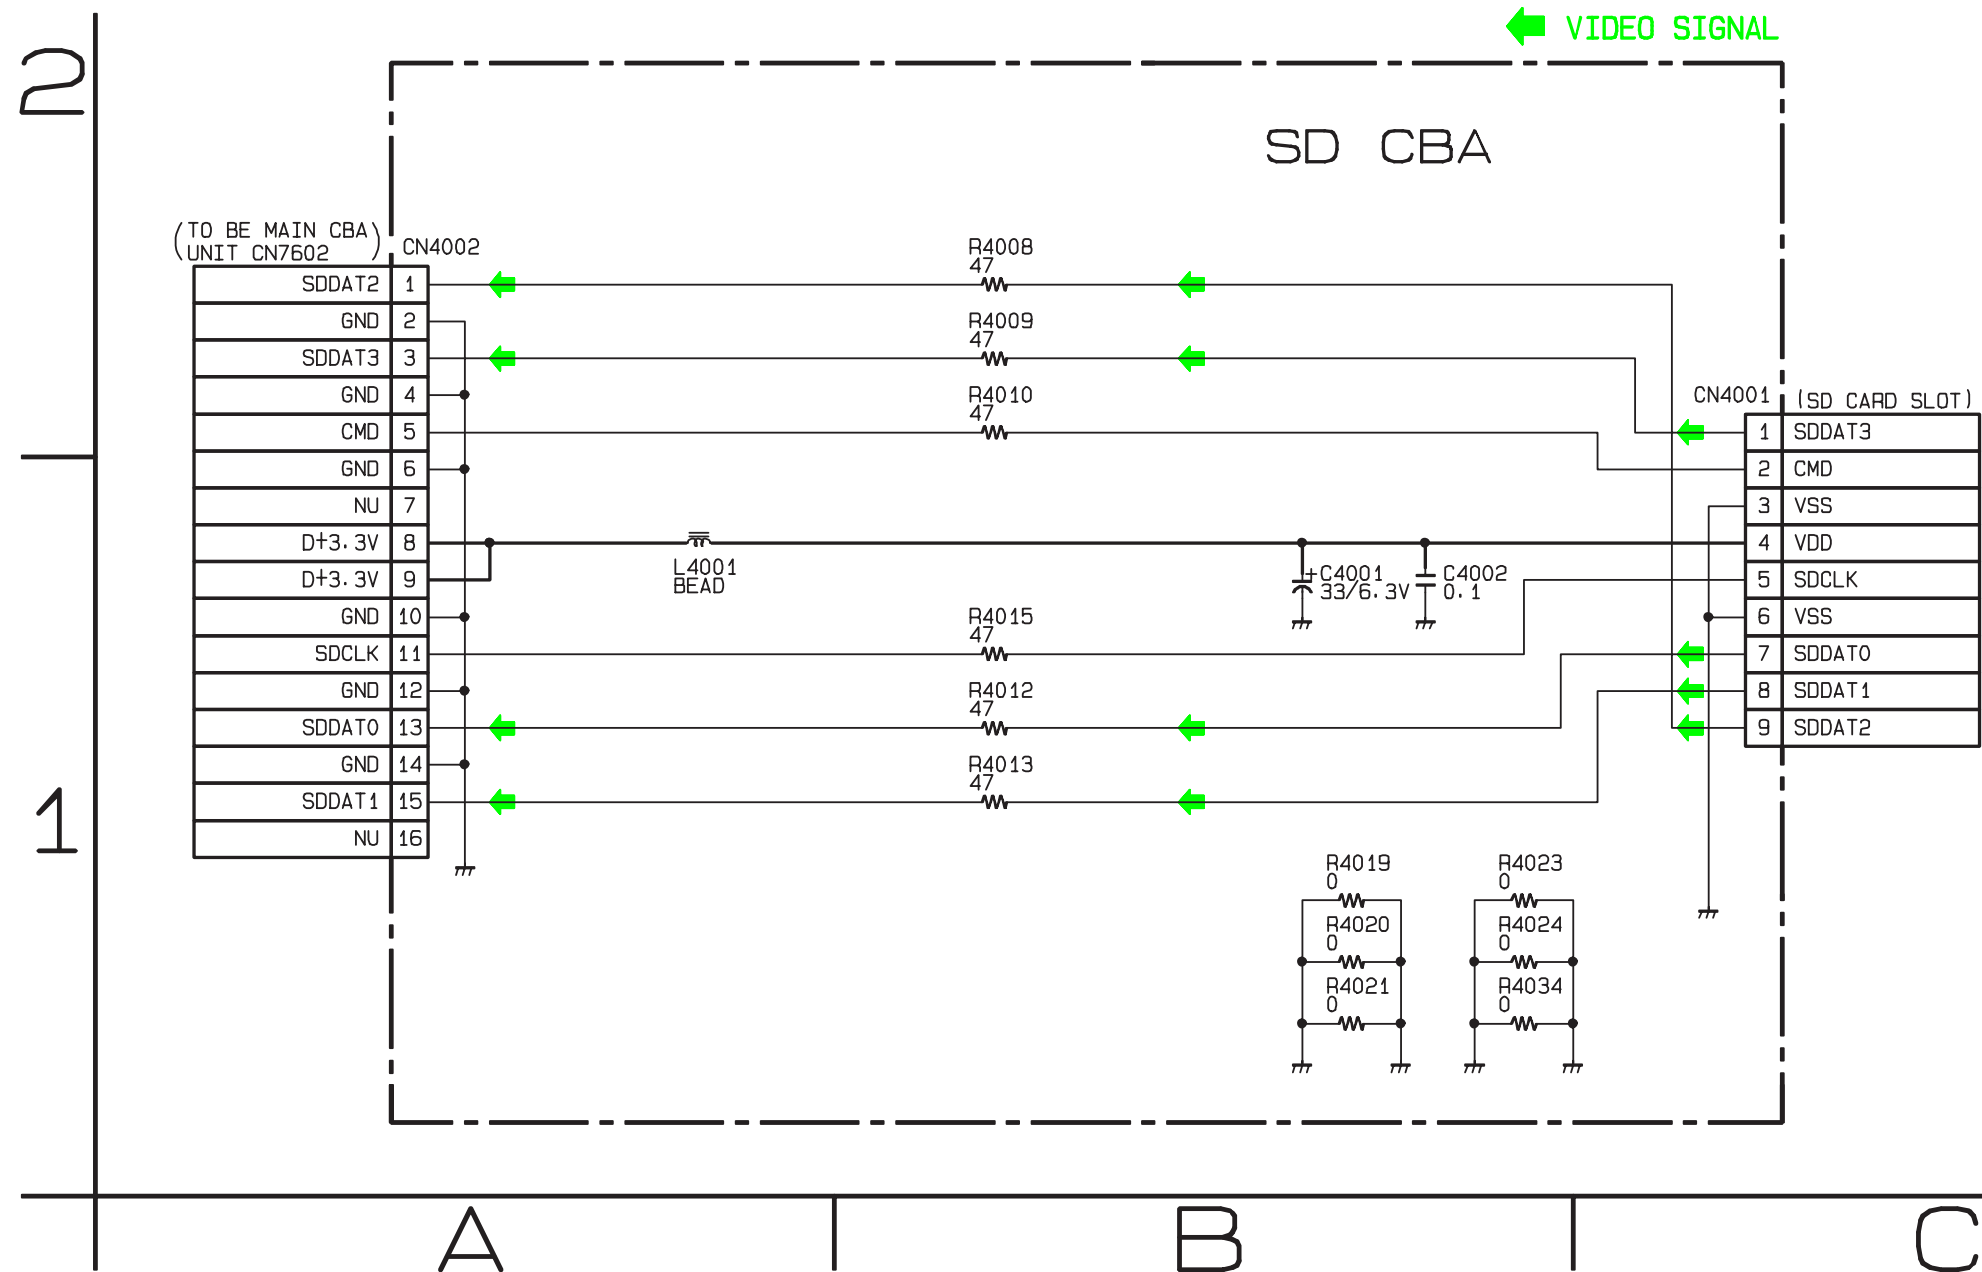 VIDEO SIGNAL
2
SD CBA
(TO BE MAIN CBA)
(UNIT CN7602)
CN4002
SDDAT2 1
GND 2
SDDAT3 3
GND 4
CMD 5
GND 6
NU 7
D+3.3V 8
D+3.3V 9
GND 10
SDCLK 11
GND 12
SDDAT0 13
GND 14
SDDAT1 15
NU 16
R4008
47
R4009
47
R4010
47
L4001
BEAD
+C4001
33/6.3V
C4002
0.1
R4015
47
R4012
47
R4013
47
CN4001 (SD CARD SLOT)
1 SDDAT3
2 CMD
3 VSS
4 VDD
5 SDCLK
6 VSS
7 SDDAT0
8 SDDAT1
9 SDDAT2
R4019
0
R4020
0
R4021
0
R4023
0
R4024
0
R4034
0
1
A B C